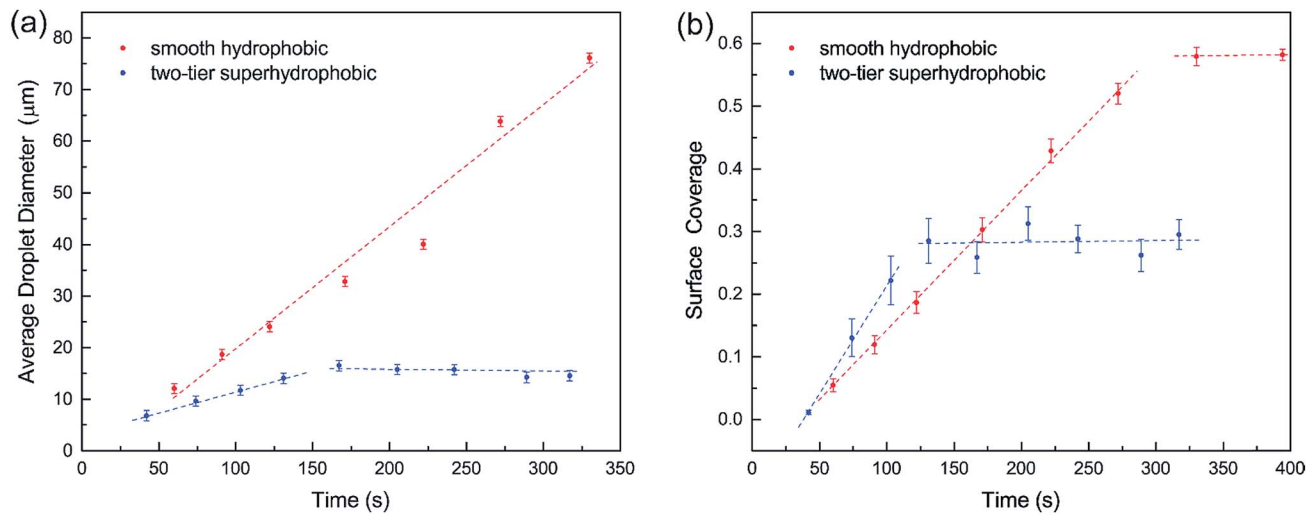 (a)
80
70
60
50
40
30
20
10
0
Average Droplet Diameter (μm)
smooth hydrophobic
two-tier superhydrophobic
0 50 100 150 200 250 300 350
Time (s)
(b)
0.6
0.5
0.4
0.3
0.2
0.1
0.0
Surface Coverage
smooth hydrophobic
two-tier superhydrophobic
0 50 100 150 200 250 300 350 400
Time (s)